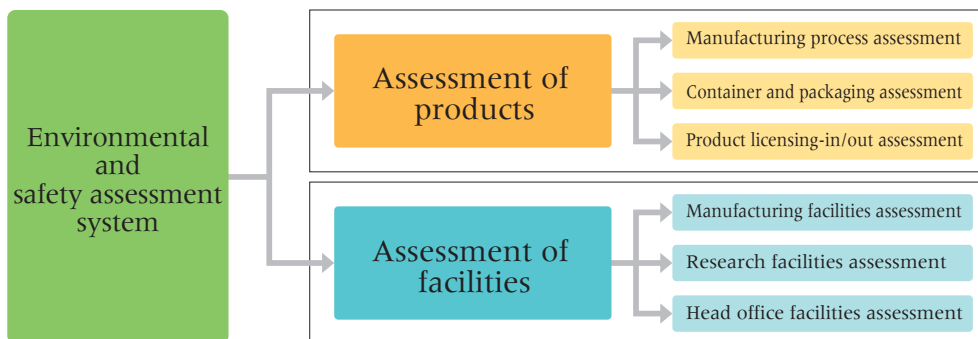 Environmental
and
safety assessment
system
Assessment of
products
Manufacturing process assessment
Container and packaging assessment
Product licensing-in/out assessment
Assessment of
facilities
Manufacturing facilities assessment
Research facilities assessment
Head office facilities assessment